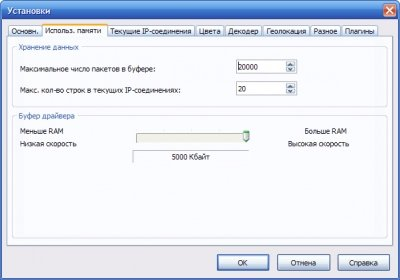 Установки
Основн. Использ. памяти Текущие IP-соединения Цвета Декодер Геолокация Разное Плагины
Хранение данных
Максимальное число пакетов в буфере: 20000
Макс. кол-во строк в текущих IP-соединениях: 20
Буфер драйвера
Меньше RAM Больше RAM
Низкая скорость Высокая скорость
5000 Кбайт
OK Отмена Справка